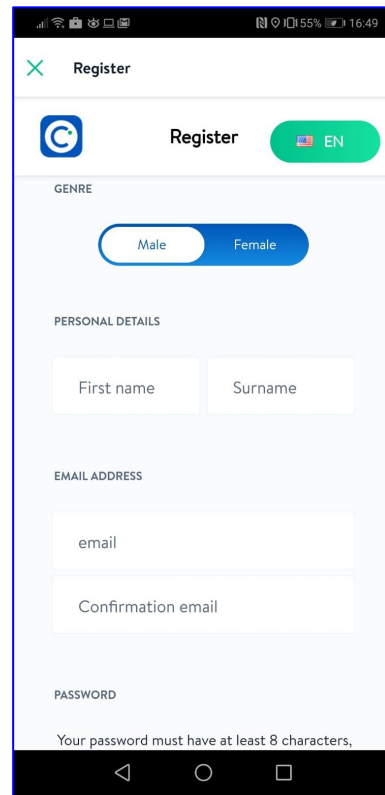 55% 16:49
Register
Register
EN
GENRE
Male Female
PERSONAL DETAILS
First name Surname
EMAIL ADDRESS
email
Confirmation email
PASSWORD
Your password must have at least 8 characters,